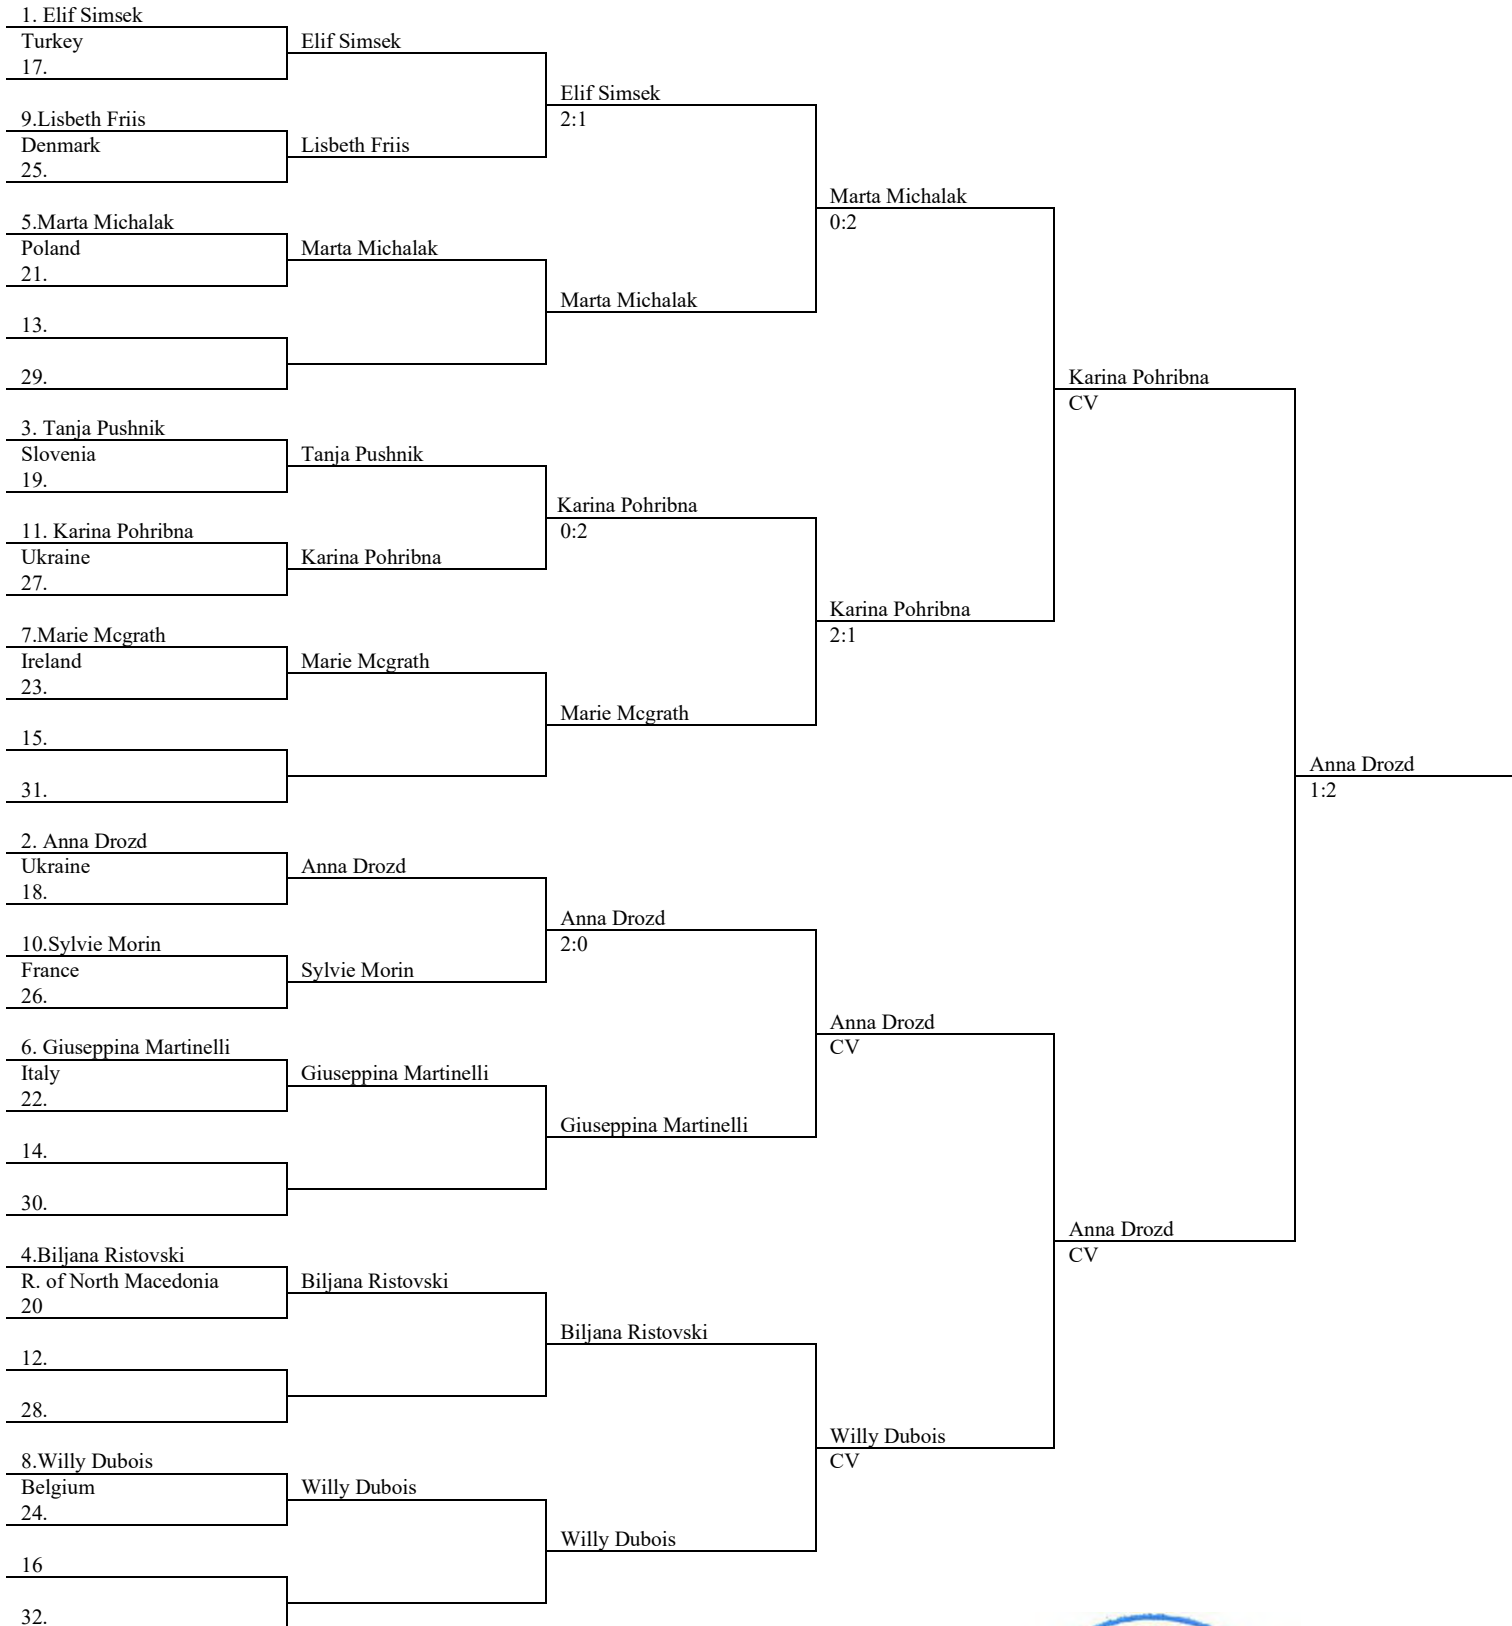 1. Elif Simsek
Turkey
17.
9.Lisbeth Friis
Denmark
25.
5.Marta Michalak
Poland
21.
13.
29.
3. Tanja Pushnik
Slovenia
19.
11. Karina Pohribna
Ukraine
27.
7.Marie Mcgrath
Ireland
23.
15.
31.
2. Anna Drozd
Ukraine
18.
10.Sylvie Morin
France
26.
6. Giuseppina Martinelli
Italy
22.
14.
30.
4.Biljana Ristovski
R. of North Macedonia
20
12.
28.
8.Willy Dubois
Belgium
24.
16
32.
Elif Simsek
Lisbeth Friis
Marta Michalak
Tanja Pushnik
Karina Pohribna
Marie Mcgrath
Anna Drozd
Sylvie Morin
Giuseppina Martinelli
Biljana Ristovski
Willy Dubois
Elif Simsek
2:1
Marta Michalak
Karina Pohribna
0:2
Marie Mcgrath
Anna Drozd
2:0
Giuseppina Martinelli
Biljana Ristovski
Willy Dubois
Marta Michalak
0:2
Karina Pohribna
2:1
Anna Drozd
CV
Willy Dubois
CV
Karina Pohribna
CV
Anna Drozd
CV
Anna Drozd
1:2